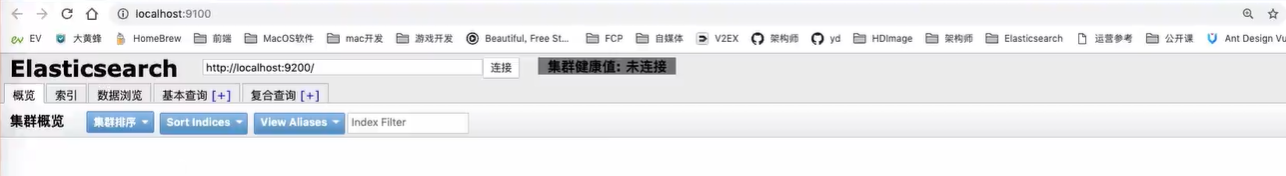 localhost:9100
EV 大黄蜂 HomeBrew 前端 MacOS软件 mac开发 游戏开发 Beautiful, Free St... FCP 自媒体 V2EX 架构师 yd HDImage 架构师 Elasticsearch 运营参考 公开课 Ant Design Vu
Elasticsearch http://localhost:9200/ 连接 集群健康值: 未连接
概览 索引 数据浏览 基本查询 [+] 复合查询 [+]
集群概览 集群排序 Sort Indices View Aliases Index Filter